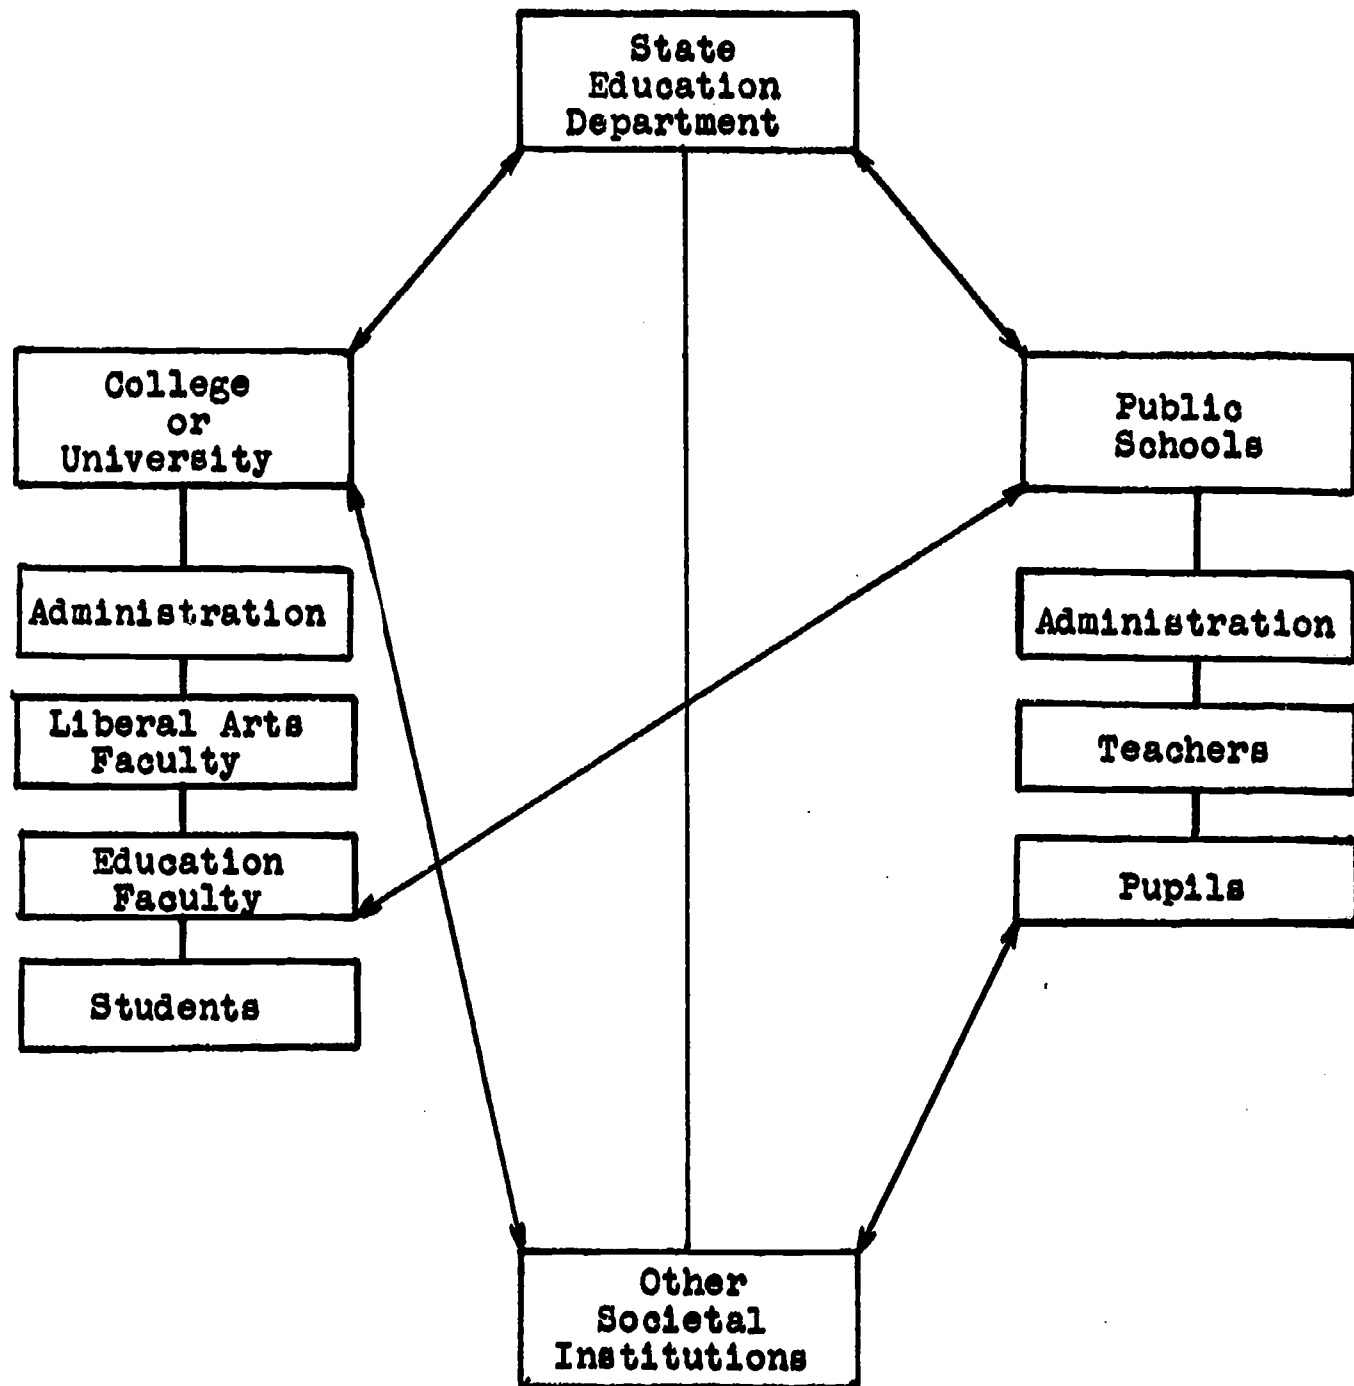 State
Education
Department
College
or
University
Public
Schools
Administration
Administration
Liberal Arts
Faculty
Teachers
Education
Faculty
Pupils
Students
Other
Societal
Institutions